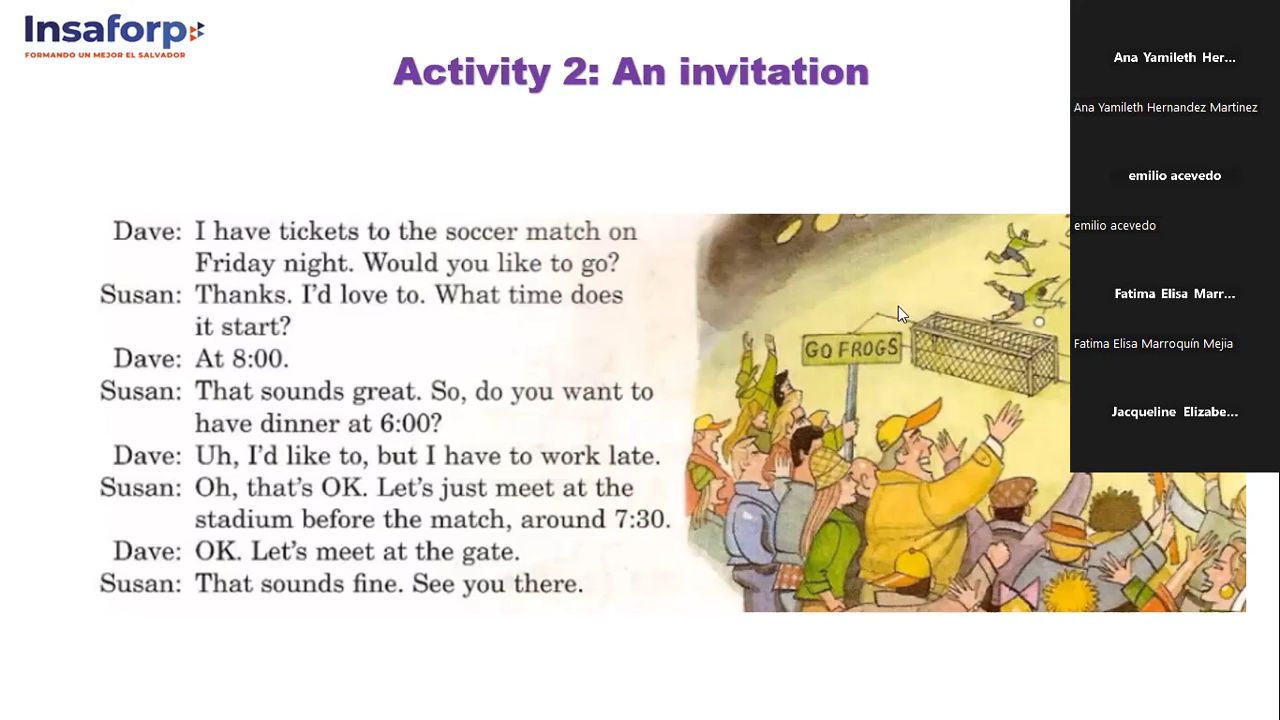 Insaforp
FORMANDO UN MEJOR EL SALVADOR
Activity 2: An invitation
Dave: I have tickets to the soccer match on
Friday night. Would you like to go?
Susan: Thanks. I'd love to. What time does
it start?
Dave: At 8:00.
Susan: That sounds great. So, do you want to
have dinner at 6:00?
Dave: Uh, I'd like to, but I have to work late.
Susan: Oh, that's OK. Let's just meet at the
stadium before the match, around 7:30.
Dave: OK. Let's meet at the gate.
Susan: That sounds fine. See you there.
GO FROGS
Ana Yamileth Her...
Ana Yamileth Hernandez Martinez
emilio acevedo
emilio acevedo
Fatima Elisa Marr...
Fatima Elisa Marroquín Mejia
Jacqueline Elizabe...